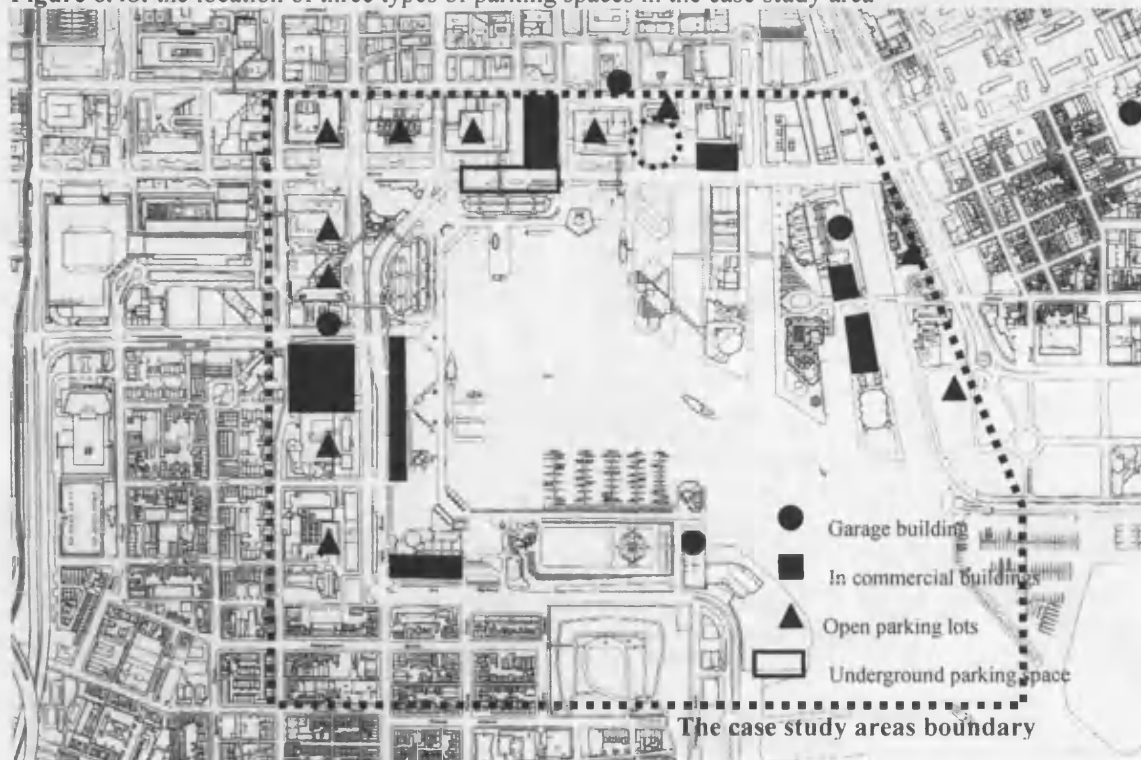 the location of three types of parking spaces in the case study area
Garage building
In commercial buildings
Open parking lots
Underground parking space
The case study areas boundary